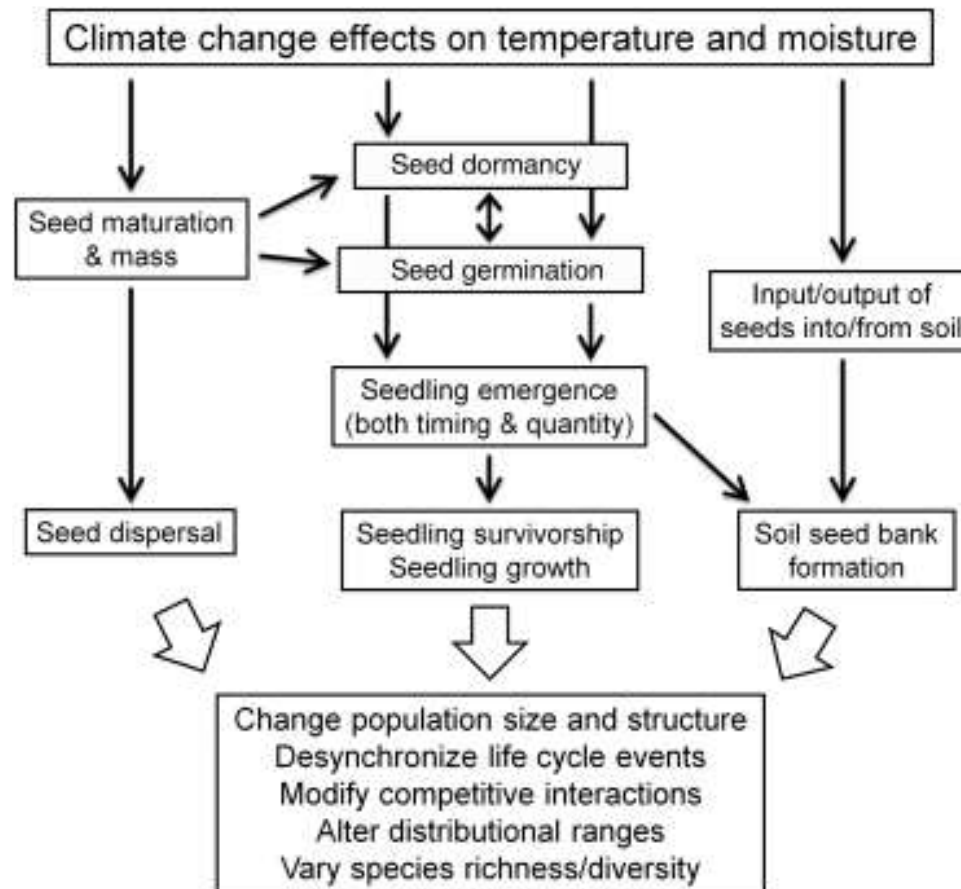 Climate change effects on temperature and moisture
Seed dormancy
Seed maturation
& mass
Seed germination
Input/output of
seeds into/from soil
Seedling emergence
(both timing & quantity)
Seed dispersal
Seedling survivorship
Seedling growth
Soil seed bank
formation
Change population size and structure
Desynchronize life cycle events
Modify competitive interactions
Alter distributional ranges
Vary species richness/diversity